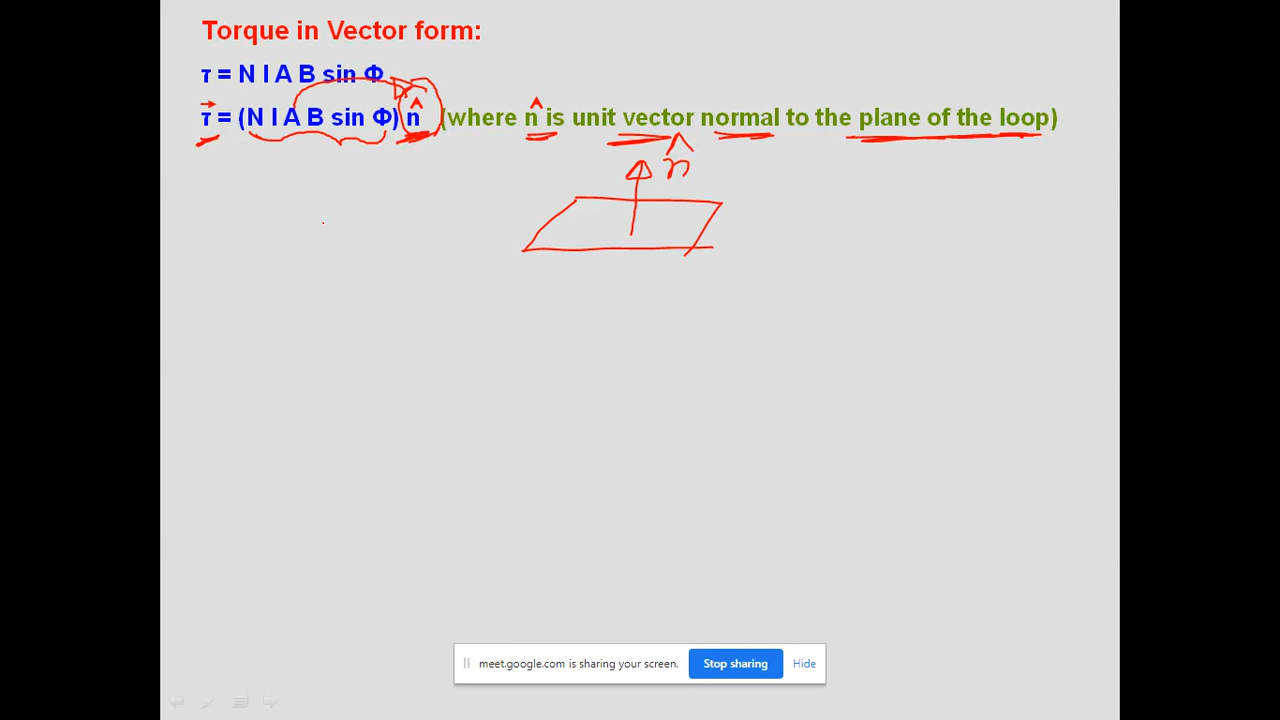 Torque in Vector form:
τ = N I A B sin Φ
τ⃗ = (N I A B sin Φ) n̂ (where n̂ is unit vector normal to the plane of the loop)
n̂
meet.google.com is sharing your screen. Stop sharing Hide